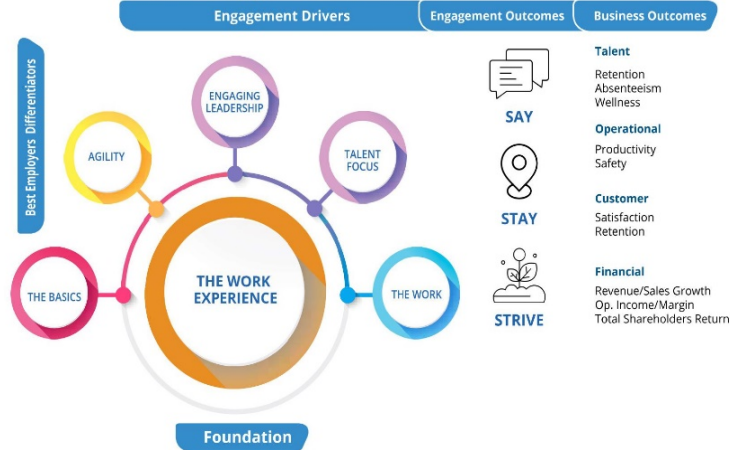 Engagement Drivers
Engagement Outcomes
Business Outcomes
Best Employers Differentiators
ENGAGING
LEADERSHIP
AGILITY
TALENT
FOCUS
THE BASICS
THE WORK
EXPERIENCE
THE WORK
Foundation
SAY
STAY
STRIVE
Talent
Retention
Absenteeism
Wellness
Operational
Productivity
Safety
Customer
Satisfaction
Retention
Financial
Revenue/Sales Growth
Op. Income/Margin
Total Shareholders Return